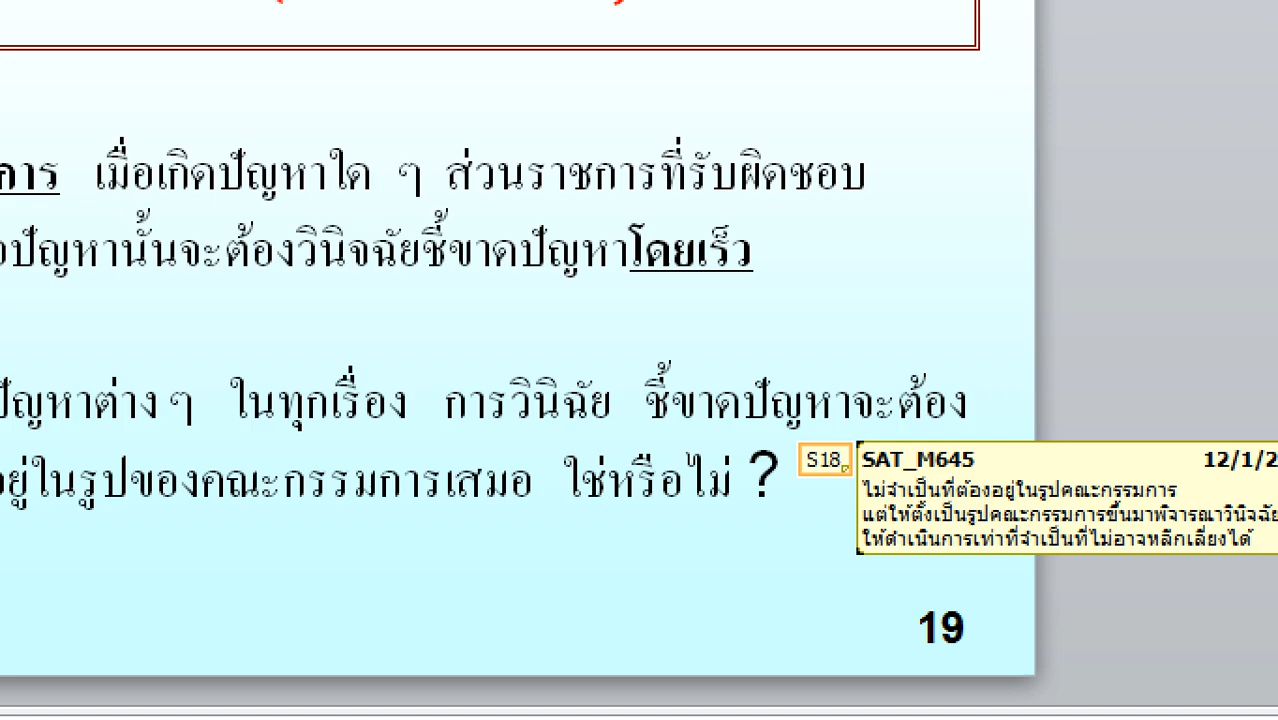 การ เมื่อเกิดปัญหาใด ๆ ส่วนราชการที่รับผิดชอบ
ปัญหานั้นจะต้องวินิจฉัยชี้ขาดปัญหาโดยเร็ว
ปัญหาต่าง ๆ ในทุกเรื่อง การวินิฉัย ชี้ขาดปัญหาจะต้อง
อยู่ในรูปของคณะกรรมการเสมอ ใช่หรือไม่ ?
S18
SAT_M645 12/1/2
ไม่จำเป็นที่ต้องอยู่ในรูปคณะกรรมการ
แต่ให้ตั้งเป็นรูปคณะกรรมการขึ้นมาพิจารณาวินิจฉัย
ให้ดำเนินการเท่าที่จำเป็นที่ไม่อาจหลีกเลี่ยงได้
19